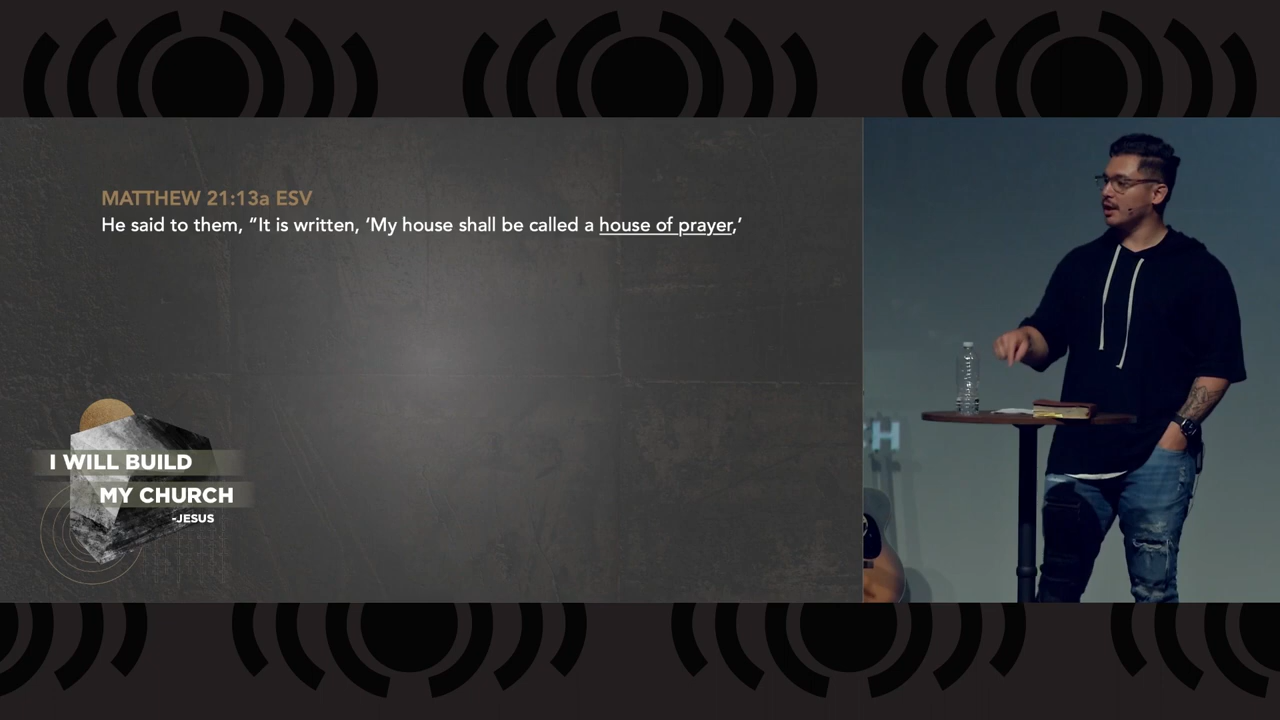 MATTHEW 21:13a ESV
He said to them, “It is written, ‘My house shall be called a house of prayer,’
I WILL BUILD
MY CHURCH
-JESUS
H